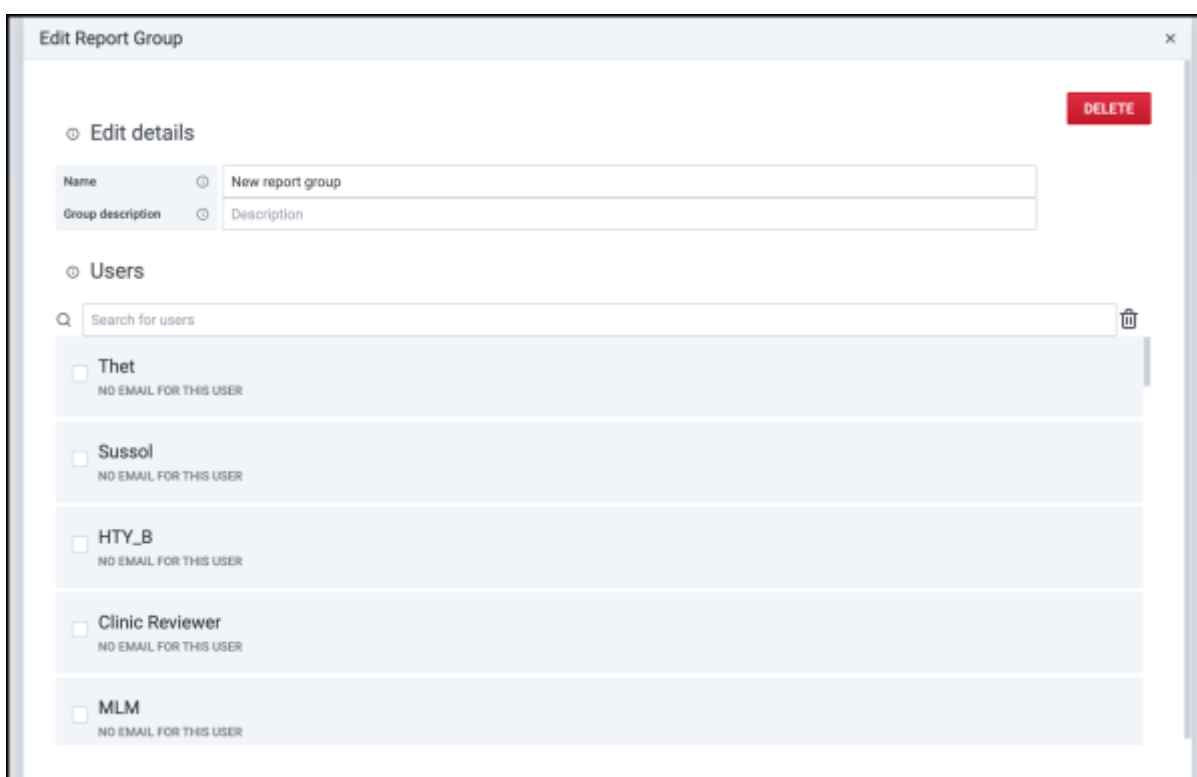 Edit Report Group
DELETE
Edit details
Name New report group
Group description Description
Users
Search for users
Thet
NO EMAIL FOR THIS USER
Sussol
NO EMAIL FOR THIS USER
HTY_B
NO EMAIL FOR THIS USER
Clinic Reviewer
NO EMAIL FOR THIS USER
MLM
NO EMAIL FOR THIS USER